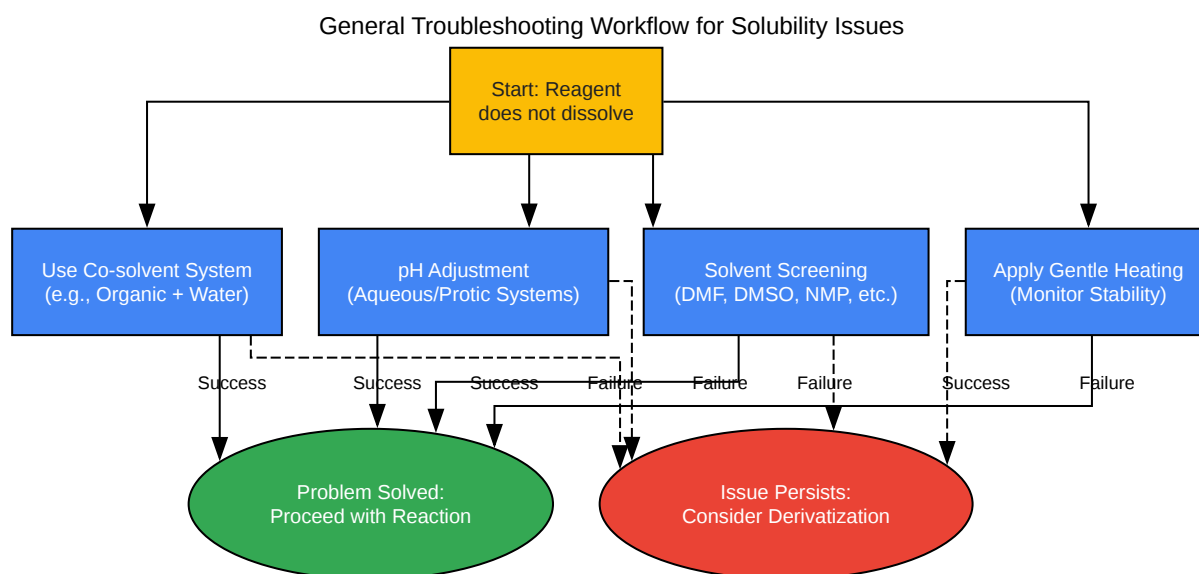 General Troubleshooting Workflow for Solubility Issues
Start: Reagent
does not dissolve
Use Co-solvent System
(e.g., Organic + Water)
pH Adjustment
(Aqueous/Protic Systems)
Solvent Screening
(DMF, DMSO, NMP, etc.)
Apply Gentle Heating
(Monitor Stability)
Success
Success
Success
Failure
Failure
Failure
Success
Failure
Problem Solved:
Proceed with Reaction
Issue Persists:
Consider Derivatization